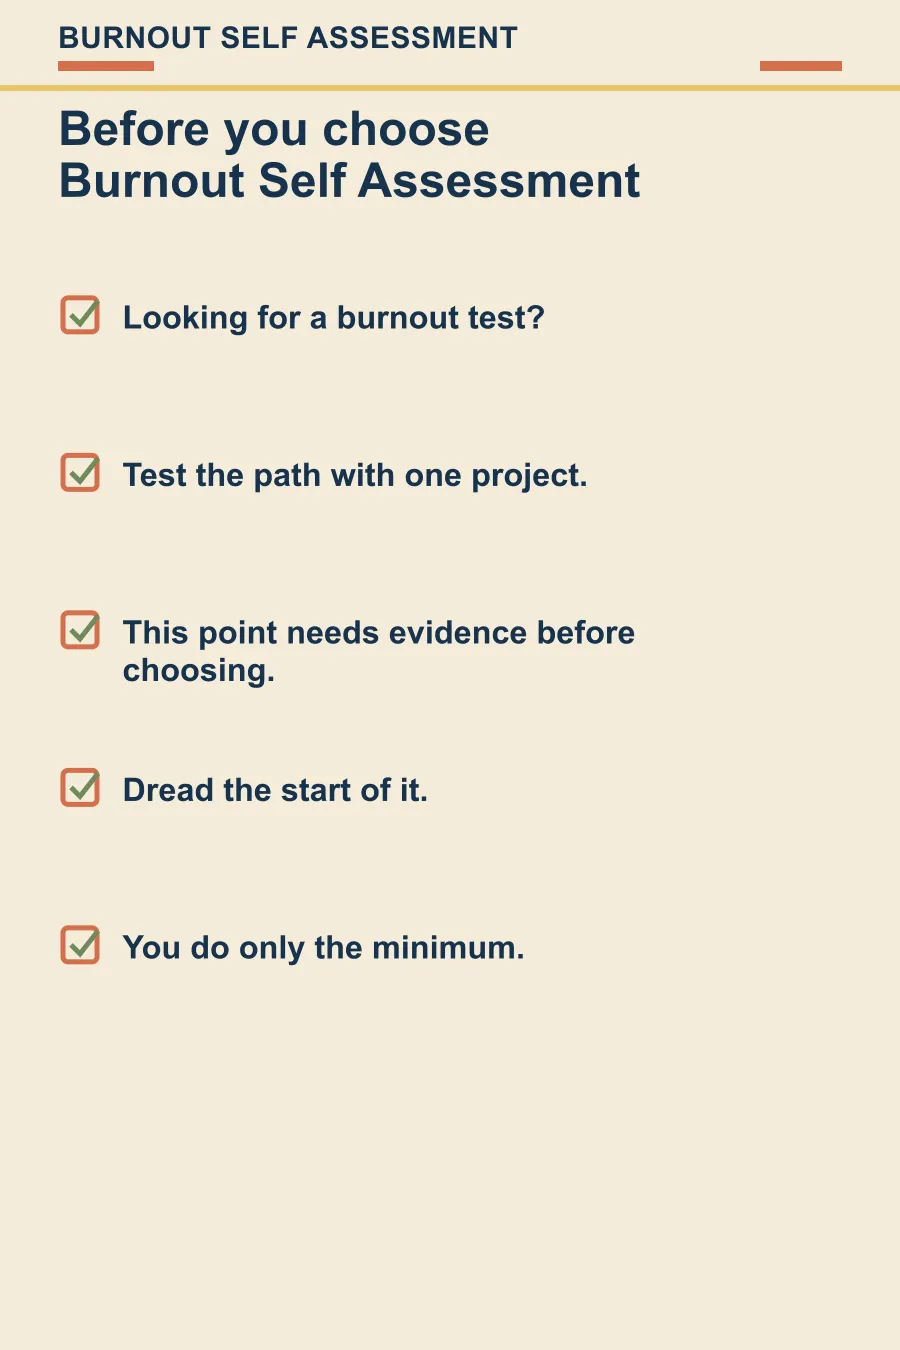 BURNOUT SELF ASSESSMENT
Before you choose
Burnout Self Assessment
Looking for a burnout test?
Test the path with one project.
This point needs evidence before
choosing.
Dread the start of it.
You do only the minimum.